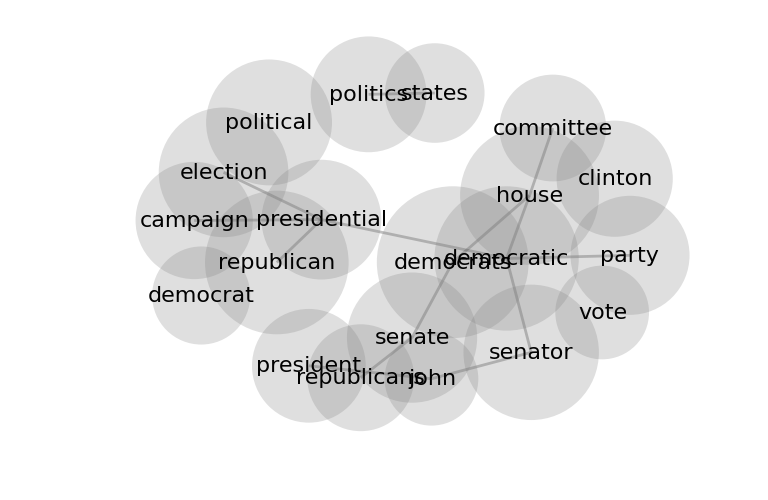 politics
states
political
committee
election
clinton
house
campaign
presidential
republican
democrats
democratic
party
democrat
vote
senate
senator
president
republicans
john